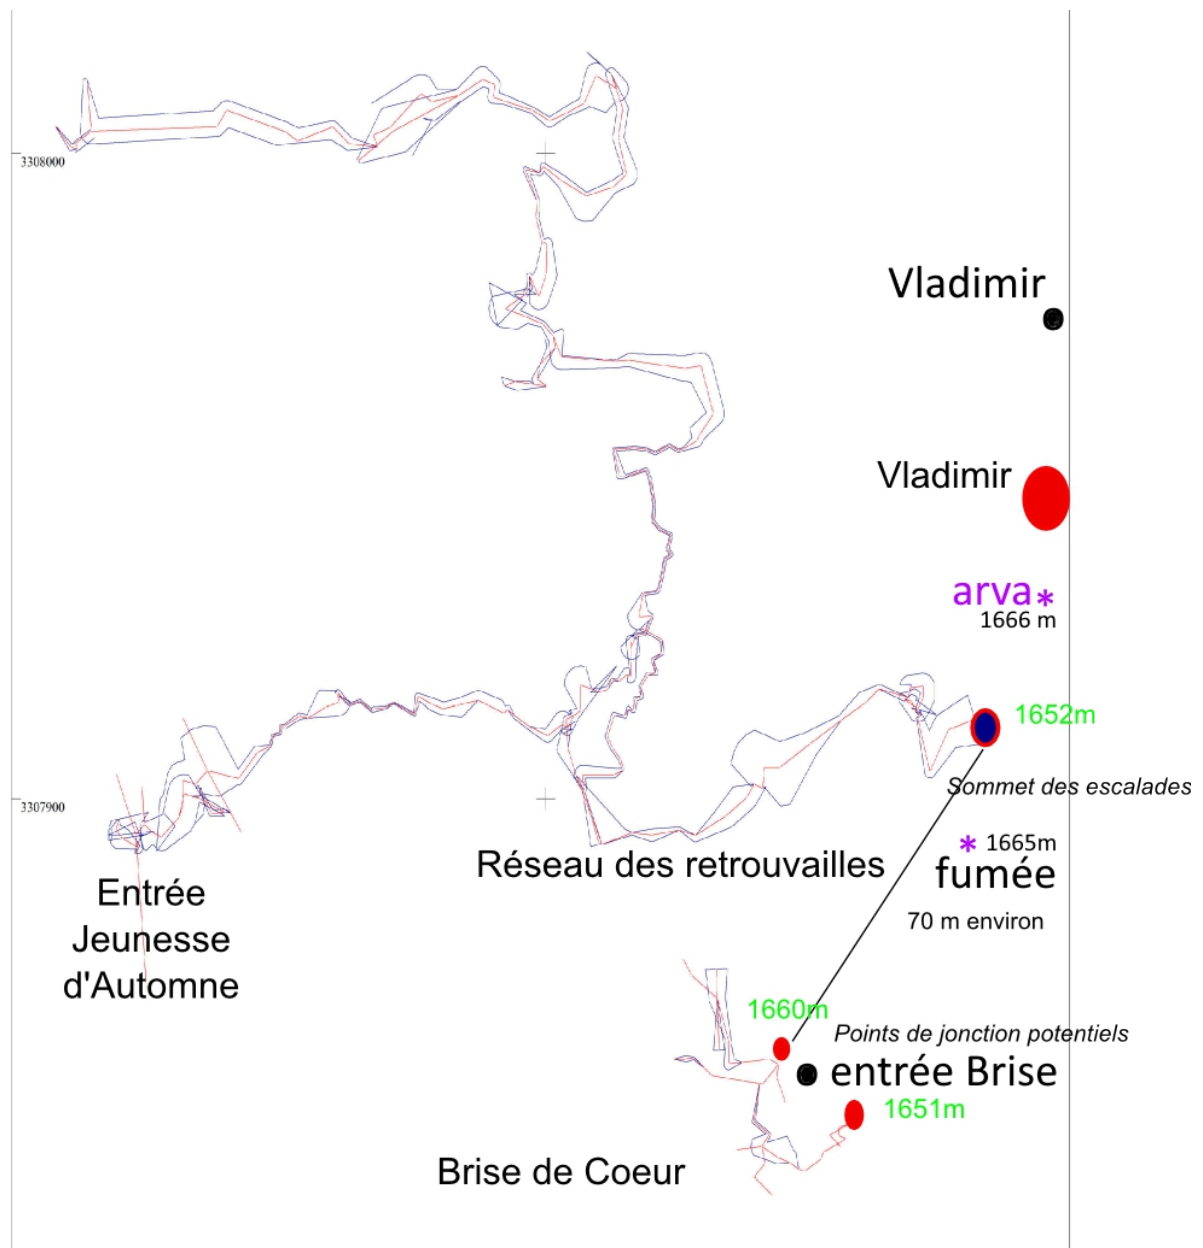 3308000
Vladimir
Vladimir
arva*
1666 m
1652m
Sommet des escalades
3307900
* 1665m
Réseau des retrouvailles
fumée
Entrée
Jeunesse
d'Automne
70 m environ
1660m
Points de jonction potentiels
entrée Brise
1651m
Brise de Coeur